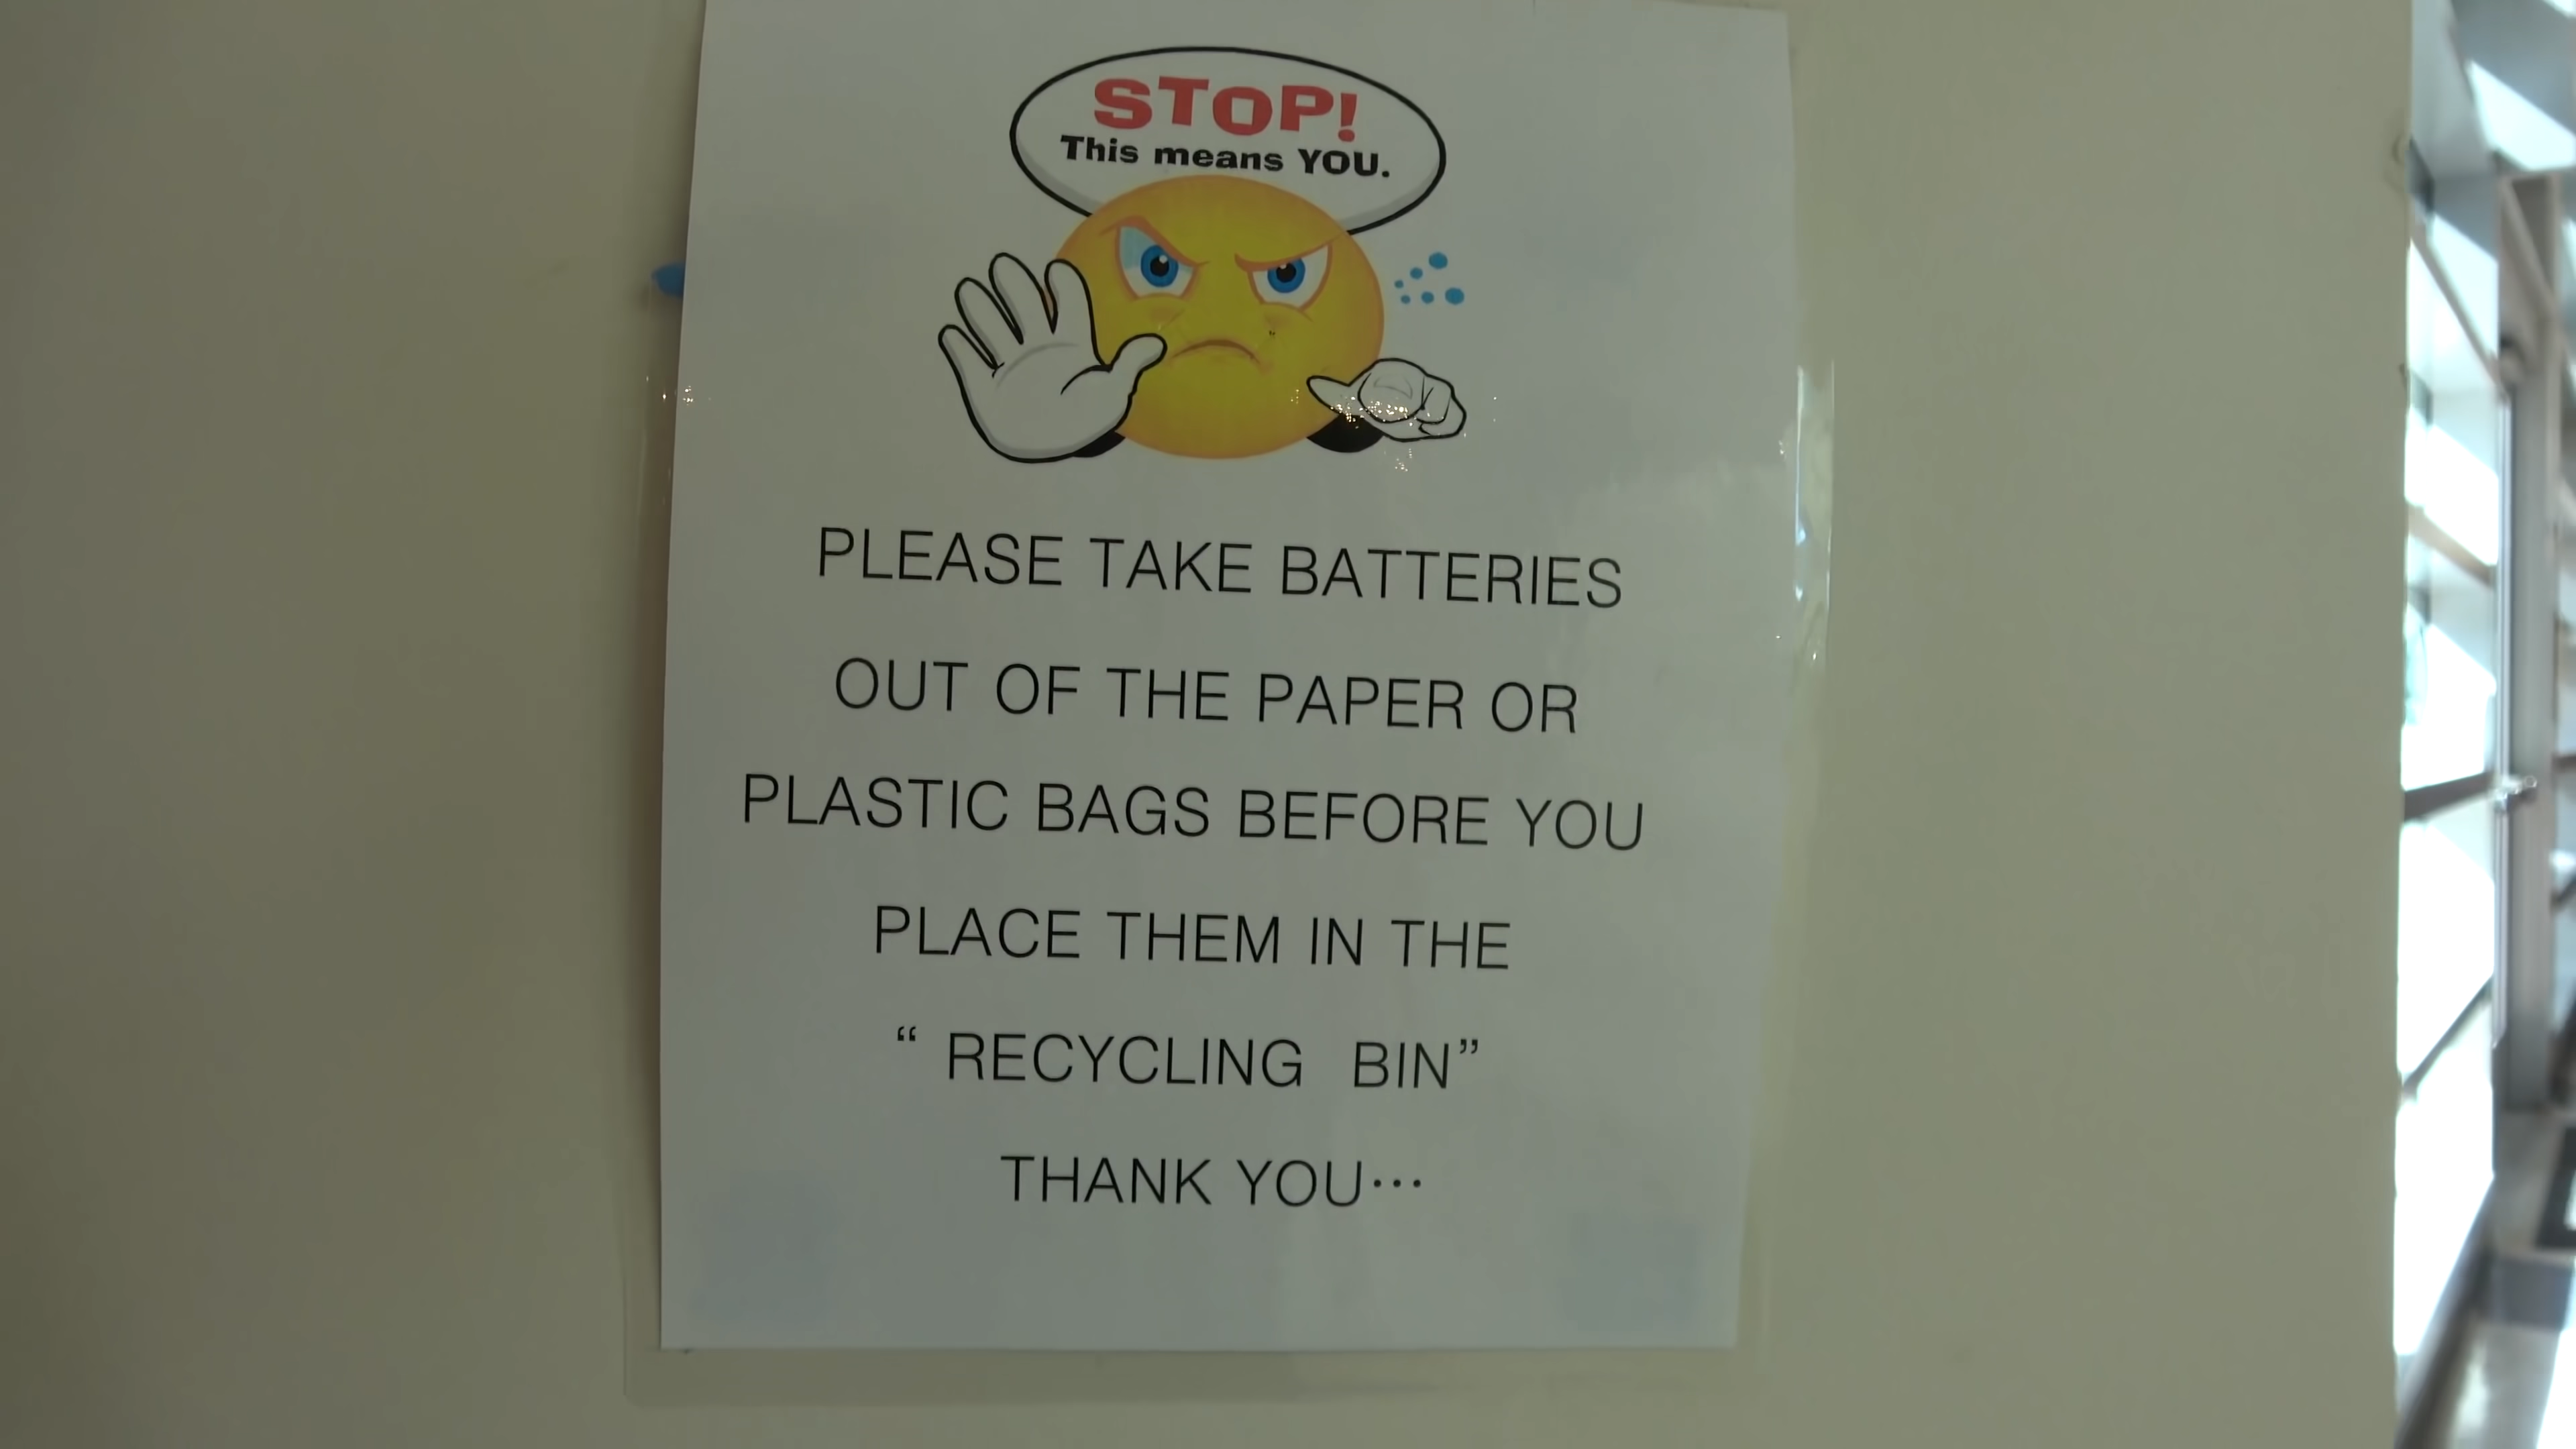 STOP!
This means YOU.
PLEASE TAKE BATTERIES
OUT OF THE PAPER OR
PLASTIC BAGS BEFORE YOU
PLACE THEM IN THE
“ RECYCLING BIN”
THANK YOU⋯